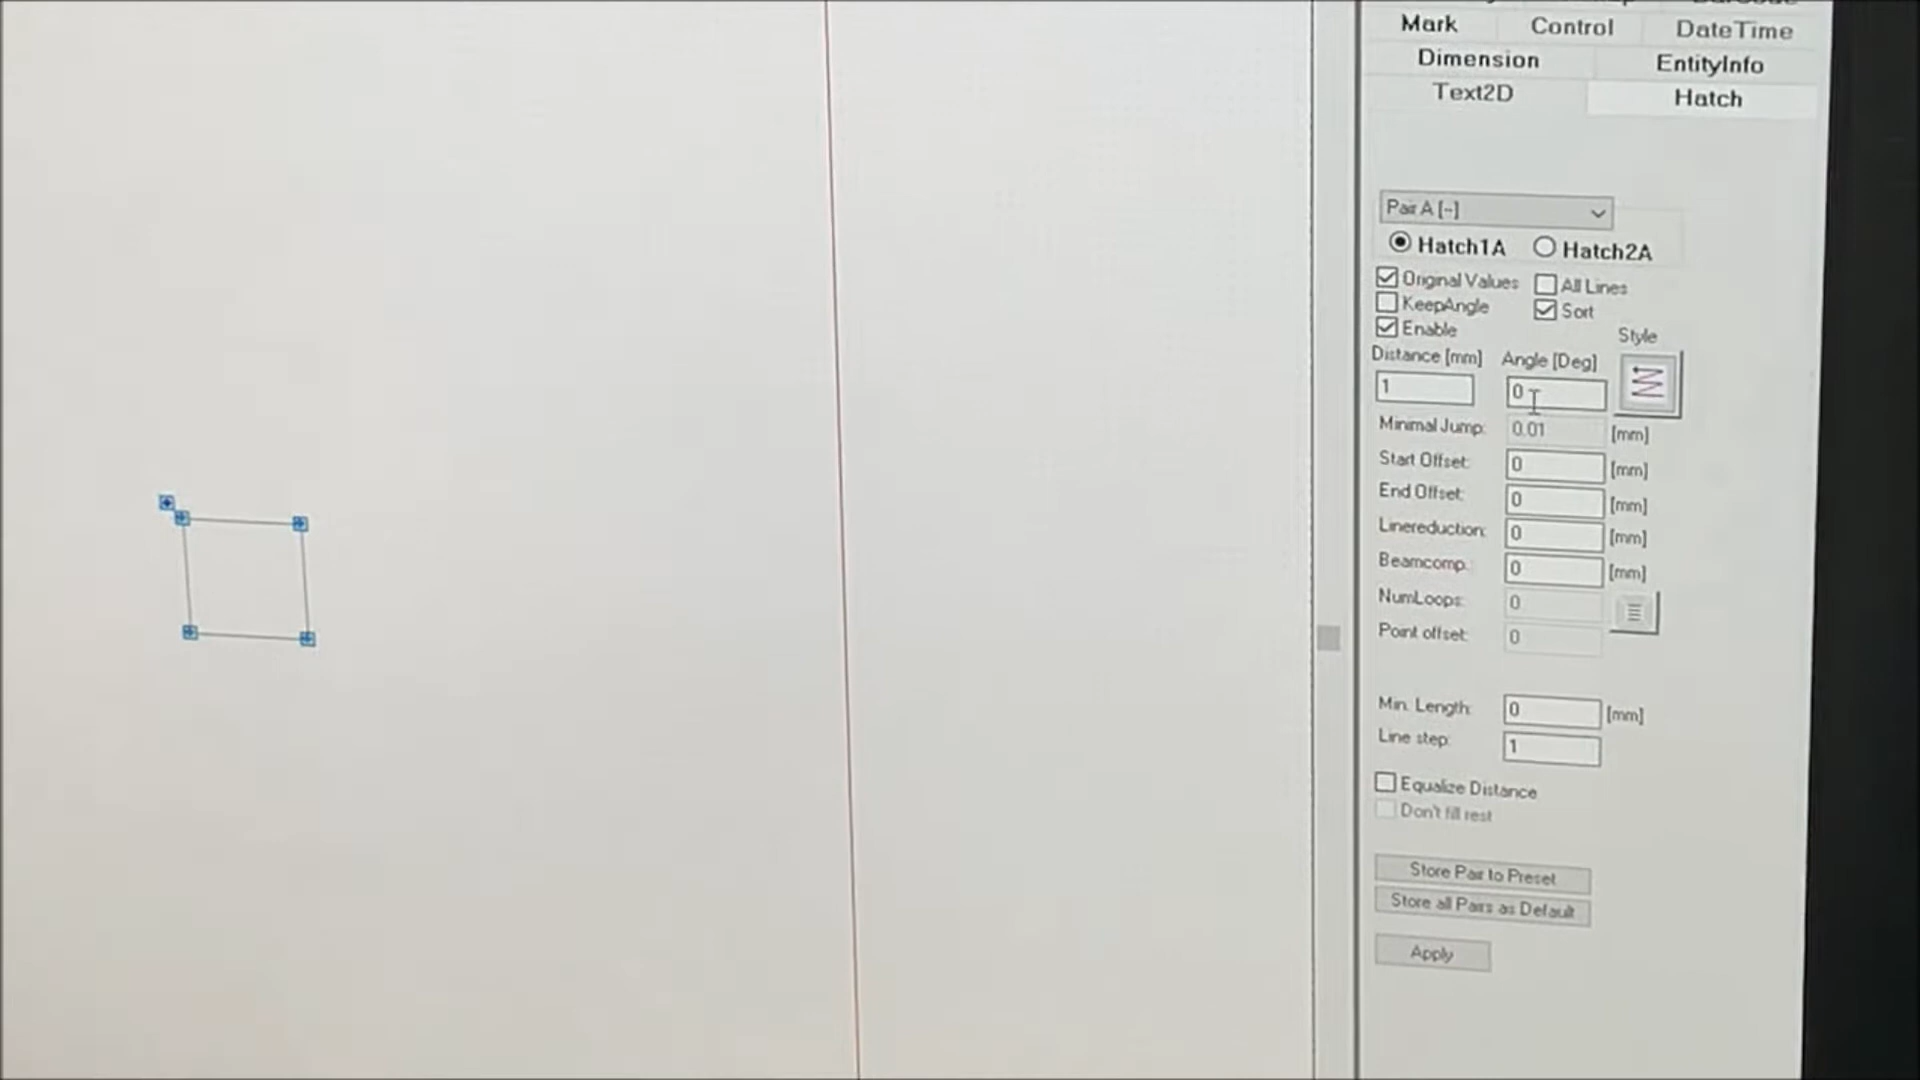 Mark Control DateTime
Dimension EntityInfo
Text2D Hatch
Pair A [--]
Hatch1A Hatch2A
Original Values All Lines
KeepAngle Sort
Enable
Style
Distance [mm] Angle [Deg]
1 0
Minimal Jump: 0.01 [mm]
Start Offset: 0 [mm]
End Offset: 0 [mm]
Linereduction: 0 [mm]
Beamcomp.: 0 [mm]
NumLoops: 0
Point offset: 0
Min. Length: 0 [mm]
Line step: 1
Equalize Distance
Don't fill rest
Store Pair to Preset
Store all Pairs as Default
Apply